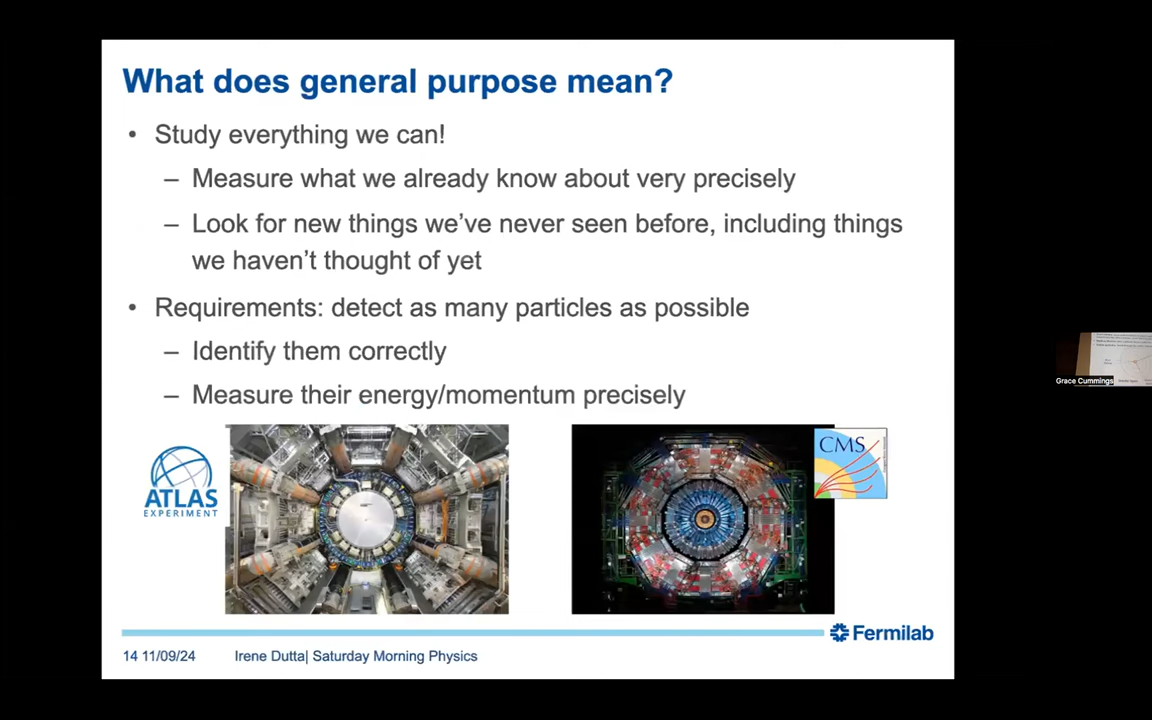 What does general purpose mean?
• Study everything we can!
– Measure what we already know about very precisely
– Look for new things we've never seen before, including things
we haven't thought of yet
• Requirements: detect as many particles as possible
– Identify them correctly
– Measure their energy/momentum precisely
ATLAS
EXPERIMENT
CMS
Fermilab
14 11/09/24 Irene Dutta| Saturday Morning Physics
Grace Cummings